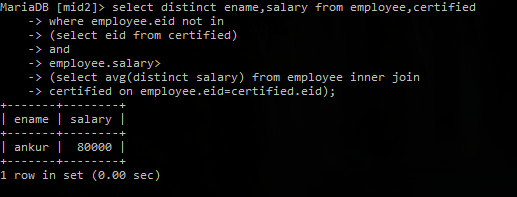 MariaDB [mid2]> select distinct ename,salary from employee,certified
    -> where employee.eid not in
    -> (select eid from certified)
    -> and
    -> employee.salary>
    -> (select avg(distinct salary) from employee inner join
    -> certified on employee.eid=certified.eid);
+-------+--------+
| ename | salary |
+-------+--------+
| ankur |  80000 |
+-------+--------+
1 row in set (0.00 sec)